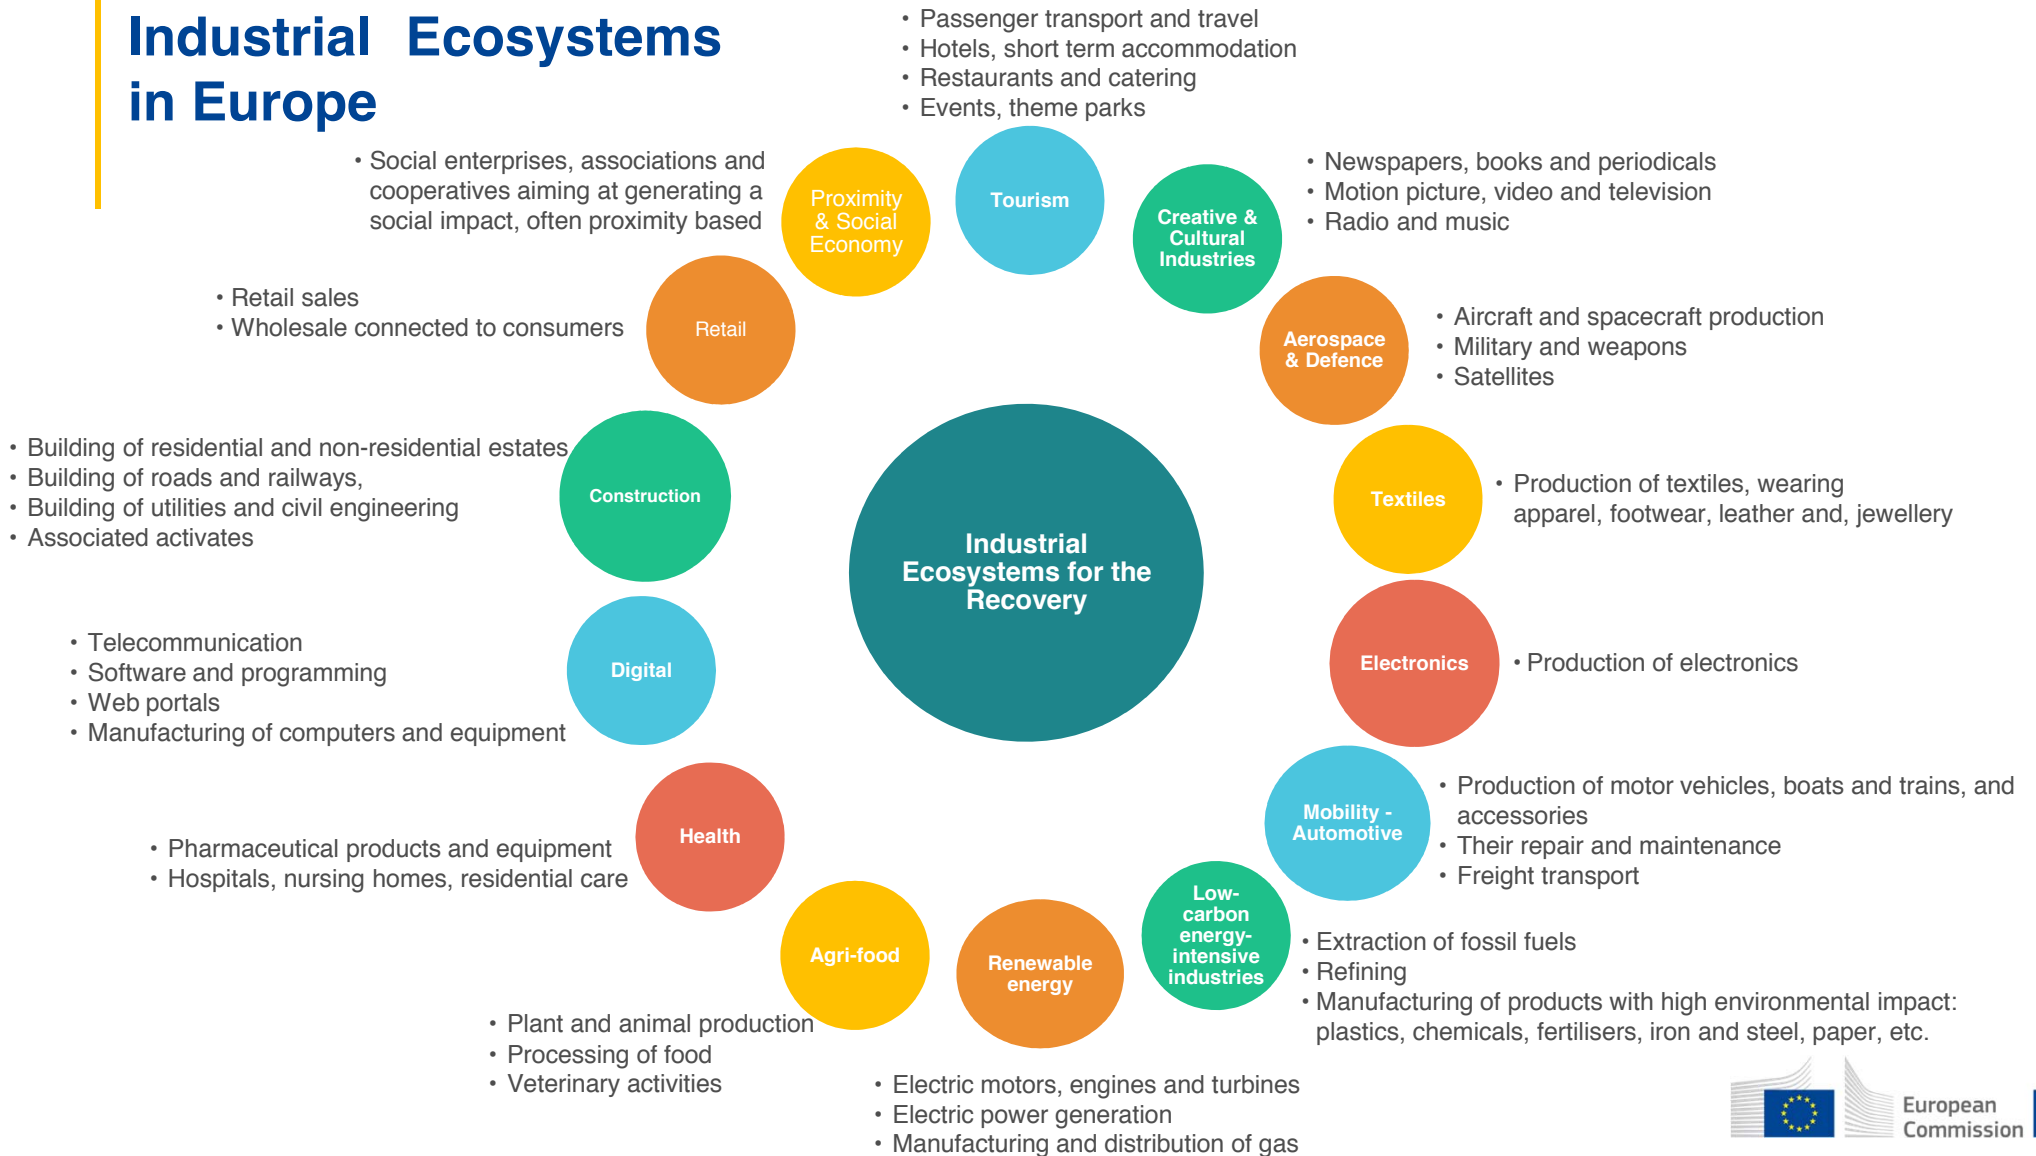 Industrial Ecosystems
in Europe
• Passenger transport and travel
• Hotels, short term accommodation
• Restaurants and catering
• Events, theme parks
Tourism
• Newspapers, books and periodicals
• Motion picture, video and television
• Radio and music
Creative &
Cultural
Industries
• Aircraft and spacecraft production
• Military and weapons
• Satellites
Aerospace
& Defence
• Production of textiles, wearing
apparel, footwear, leather and, jewellery
Textiles
• Production of electronics
Electronics
• Production of motor vehicles, boats and trains, and
accessories
• Their repair and maintenance
• Freight transport
Mobility -
Automotive
• Extraction of fossil fuels
• Refining
• Manufacturing of products with high environmental impact:
plastics, chemicals, fertilisers, iron and steel, paper, etc.
Low-
carbon
energy-
intensive
industries
Renewable
energy
• Electric motors, engines and turbines
• Electric power generation
• Manufacturing and distribution of gas
Agri-food
• Plant and animal production
• Processing of food
• Veterinary activities
Health
• Pharmaceutical products and equipment
• Hospitals, nursing homes, residential care
Digital
• Telecommunication
• Software and programming
• Web portals
• Manufacturing of computers and equipment
Construction
• Building of residential and non-residential estates
• Building of roads and railways,
• Building of utilities and civil engineering
• Associated activates
Retail
• Retail sales
• Wholesale connected to consumers
Proximity
& Social
Economy
• Social enterprises, associations and
cooperatives aiming at generating a
social impact, often proximity based
Industrial
Ecosystems for the
Recovery
European
Commission